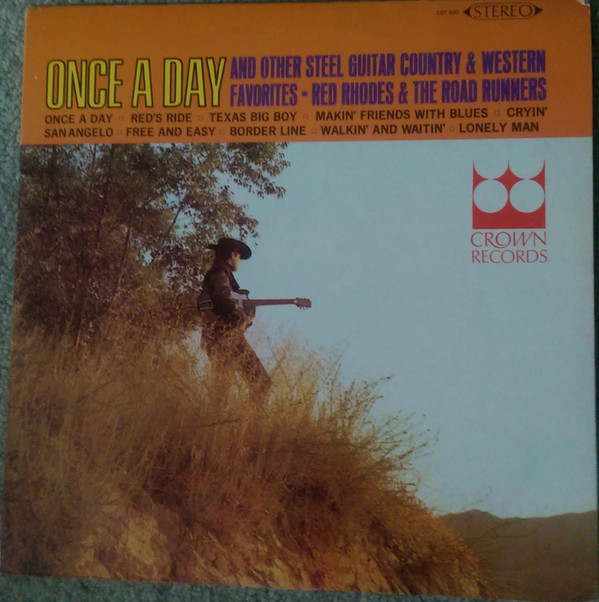 STEREO
ONCE A DAY AND OTHER STEEL GUITAR COUNTRY & WESTERN
FAVORITES • RED RHODES & THE ROAD RUNNERS
ONCE A DAY □ RED'S RIDE □ TEXAS BIG BOY □ MAKIN' FRIENDS WITH BLUES □ CRYIN'
SAN ANGELO □ FREE AND EASY □ BORDER LINE □ WALKIN' AND WAITIN' □ LONELY MAN
CROWN
RECORDS